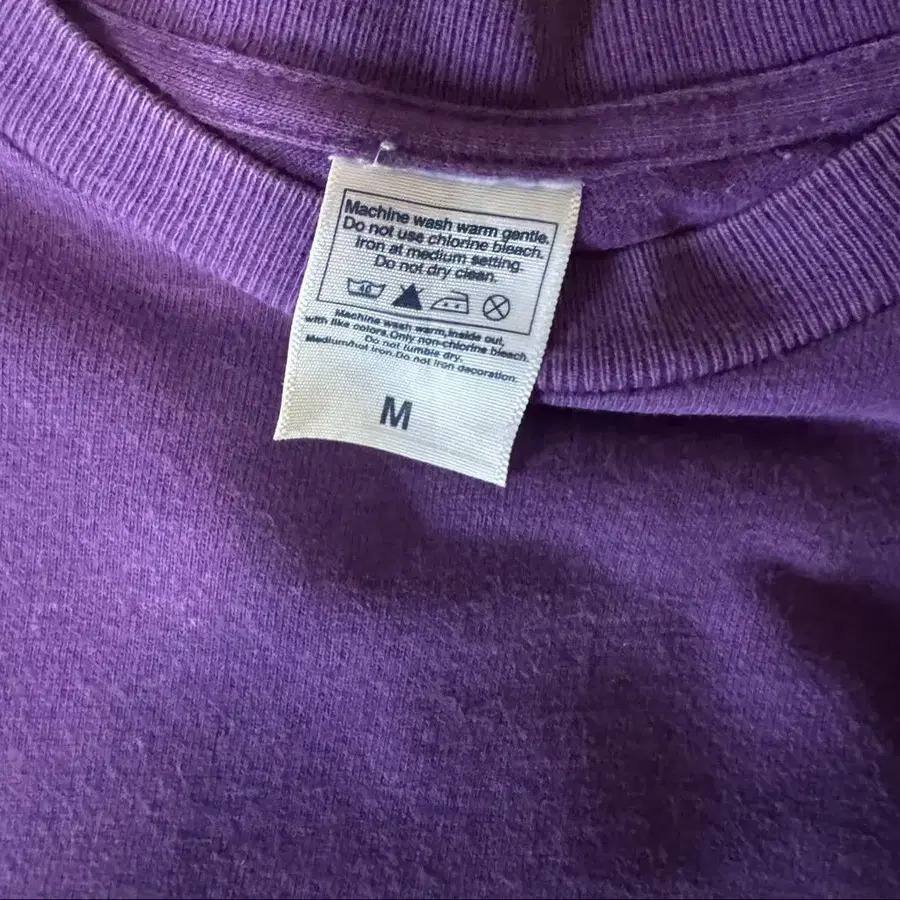 Machine wash warm gentle.
Do not use chlorine bleach.
Iron at medium setting.
Do not dry clean.
40
Machine wash warm,inside out,
with like colors.Only non-chlorine bleach.
Do not tumble dry.
Medium/hot iron.Do not iron decoration.
M